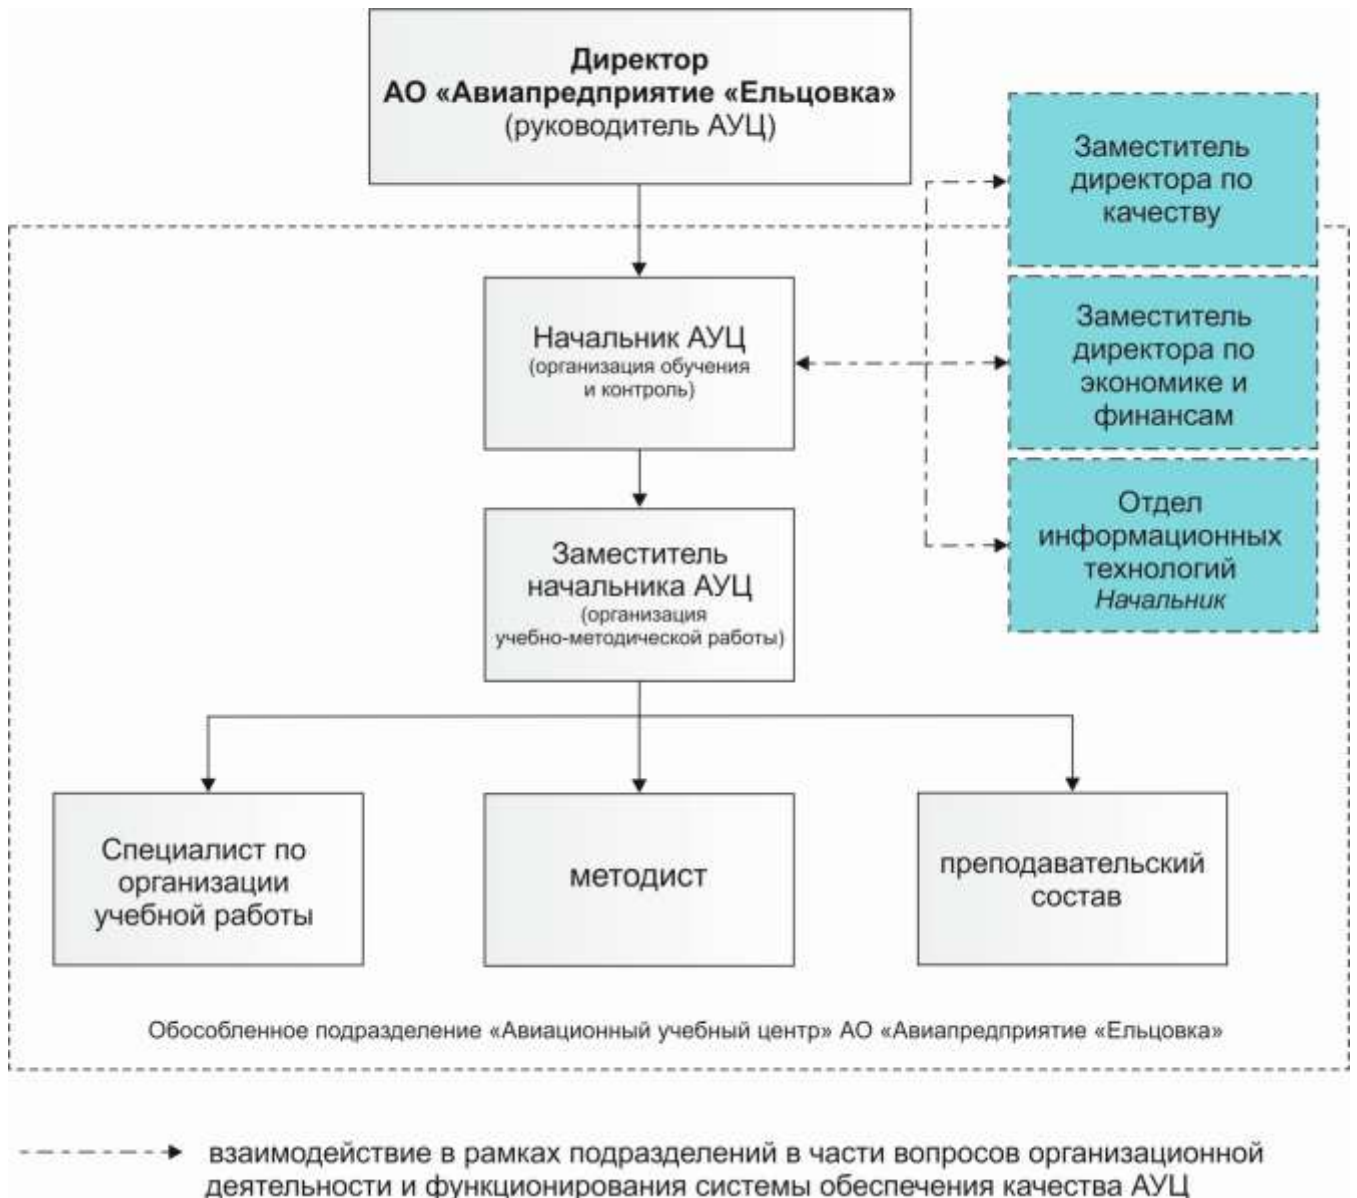 Директор
АО «Авиапредприятие «Ельцовка»
(руководитель АУЦ)
Заместитель
директора по
качеству
Начальник АУЦ
(организация обучения
и контроль)
Заместитель
директора по
экономике и
финансам
Отдел
информационных
технологий
Начальник
Заместитель
начальника АУЦ
(организация
учебно-методической работы)
Специалист по
организации
учебной работы
методист
преподавательский
состав
Обособленное подразделение «Авиационный учебный центр» АО «Авиапредприятие «Ельцовка»
взаимодействие в рамках подразделений в части вопросов организационной
деятельности и функционирования системы обеспечения качества АУЦ